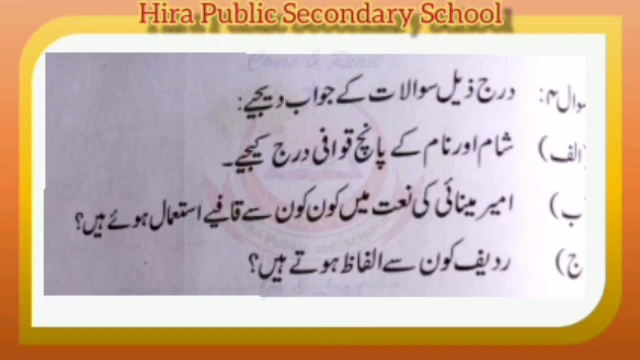 Hira Public Secondary School
سوال ۴: درج ذیل سوالات کے جواب دیجیے:
(الف) شام اور نام کے پانچ قوافی درج کیجیے۔
ب) امیر مینائی کی نعت میں کون کون سے قافیے استعمال ہوئے ہیں؟
ج) ردیف کون سے الفاظ ہوتے ہیں؟